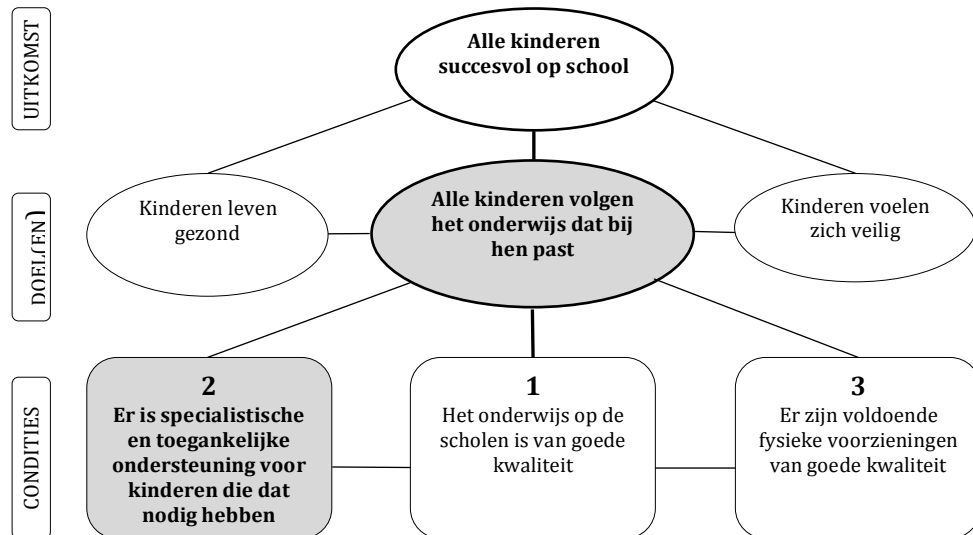 UITKOMST
Alle kinderen
succesvol op school
DOEL(EN)
Kinderen leven
gezond
Alle kinderen volgen
het onderwijs dat bij
hen past
Kinderen voelen
zich veilig
CONDITIES
2
Er is specialistische
en toegankelijke
ondersteuning voor
kinderen die dat
nodig hebben
1
Het onderwijs op de
scholen is van goede
kwaliteit
3
Er zijn voldoende
fysieke voorzieningen
van goede kwaliteit